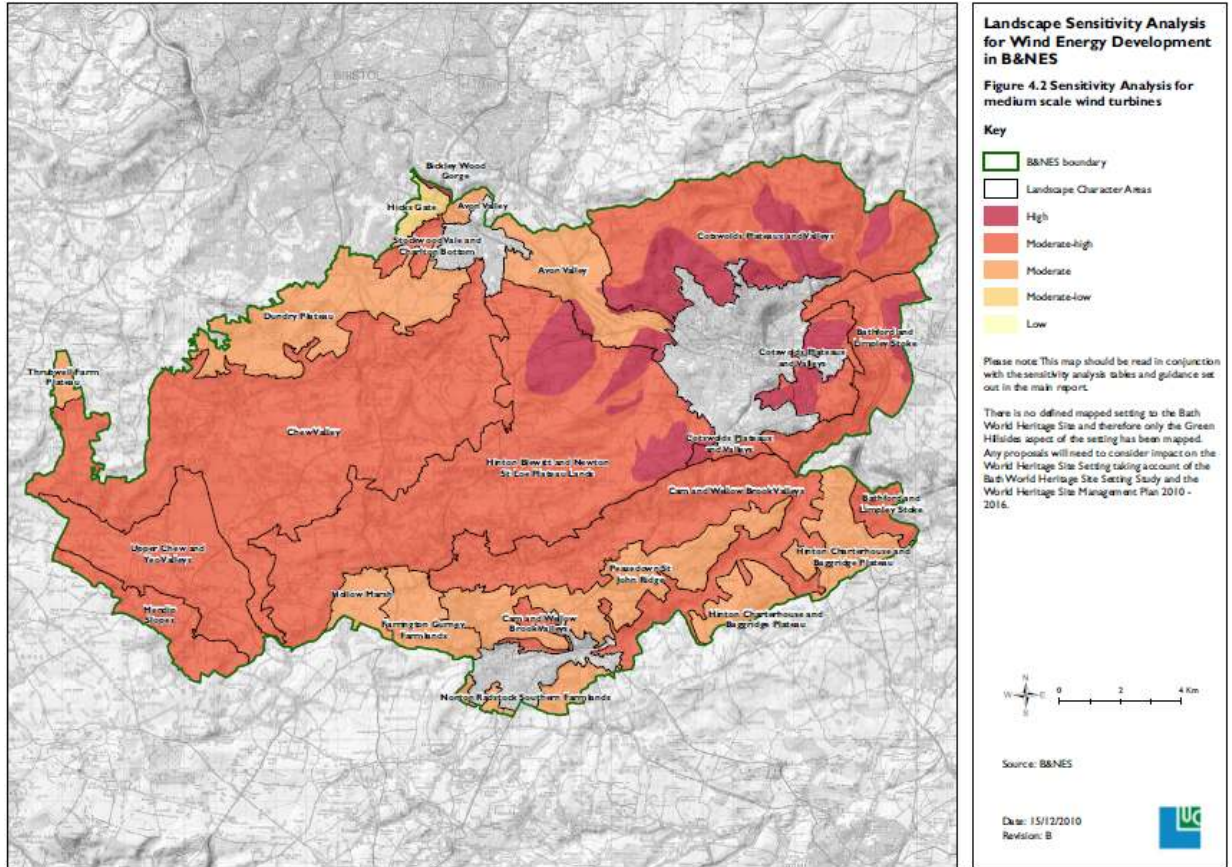 BRISTOL
Bickley Wood
Gorge
Hicks Gate
Avon Valley
Stockwood Vale and
Charlton Bottom
Cotswolds Plateaus and Valleys
Avon Valley
Dundry Plateau
Thrubwell Farm
Plateau
Bathford and
Limpley Stoke
Cotswolds Plateaus
and Valleys
Chew Valley
Cotswolds Plateaus
and Valleys
Hinton Blewitt and Newton
St Loe Plateau Lands
Cam and Wellow Brook Valleys
Bathford and
Limpley Stoke
Upper Chew and
Yeo Valleys
Hinton Charterhouse and
Baggridge Plateau
Peasedown St
John Ridge
Hollow Marsh
Mendip
Slopes
Farrington Gurney
Farmlands
Cam and Wellow
Brook Valleys
Hinton Charterhouse and
Baggridge Plateau
Norton Radstock Southern Farmlands
Landscape Sensitivity Analysis
for Wind Energy Development
in B&NES
Figure 4.2 Sensitivity Analysis for
medium scale wind turbines
Key
B&NES boundary
Landscape Character Areas
High
Moderate-high
Moderate
Moderate-low
Low
Please note This map should be read in conjunction
with the sensitivity analysis tables and guidance set
out in the main report.
There is no defined mapped setting to the Bath
World Heritage Site and therefore only the Green
Hillsides aspect of the setting has been mapped.
Any proposals will need to consider impact on the
World Heritage Site Setting taking account of the
Bath World Heritage Site Setting Study and the
World Heritage Site Management Plan 2010 -
2016.
N
W E
S
0 2 4 Km
Source: B&NES
Date: 15/12/2010
Revision: B